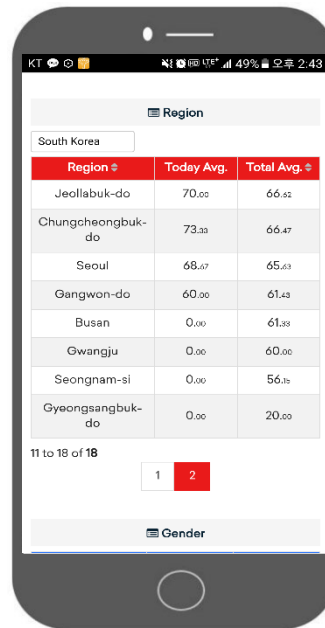 KT LTE+ 49% 오후 2:43
Region
South Korea
Region Today Avg. Total Avg.
Jeollabuk-do 70.00 66.62
Chungcheongbuk-
do 73.33 66.47
Seoul 68.67 65.63
Gangwon-do 60.00 61.43
Busan 0.00 61.33
Gwangju 0.00 60.00
Seongnam-si 0.00 56.15
Gyeongsangbuk-
do 0.00 20.00
11 to 18 of 18
1 2
Gender